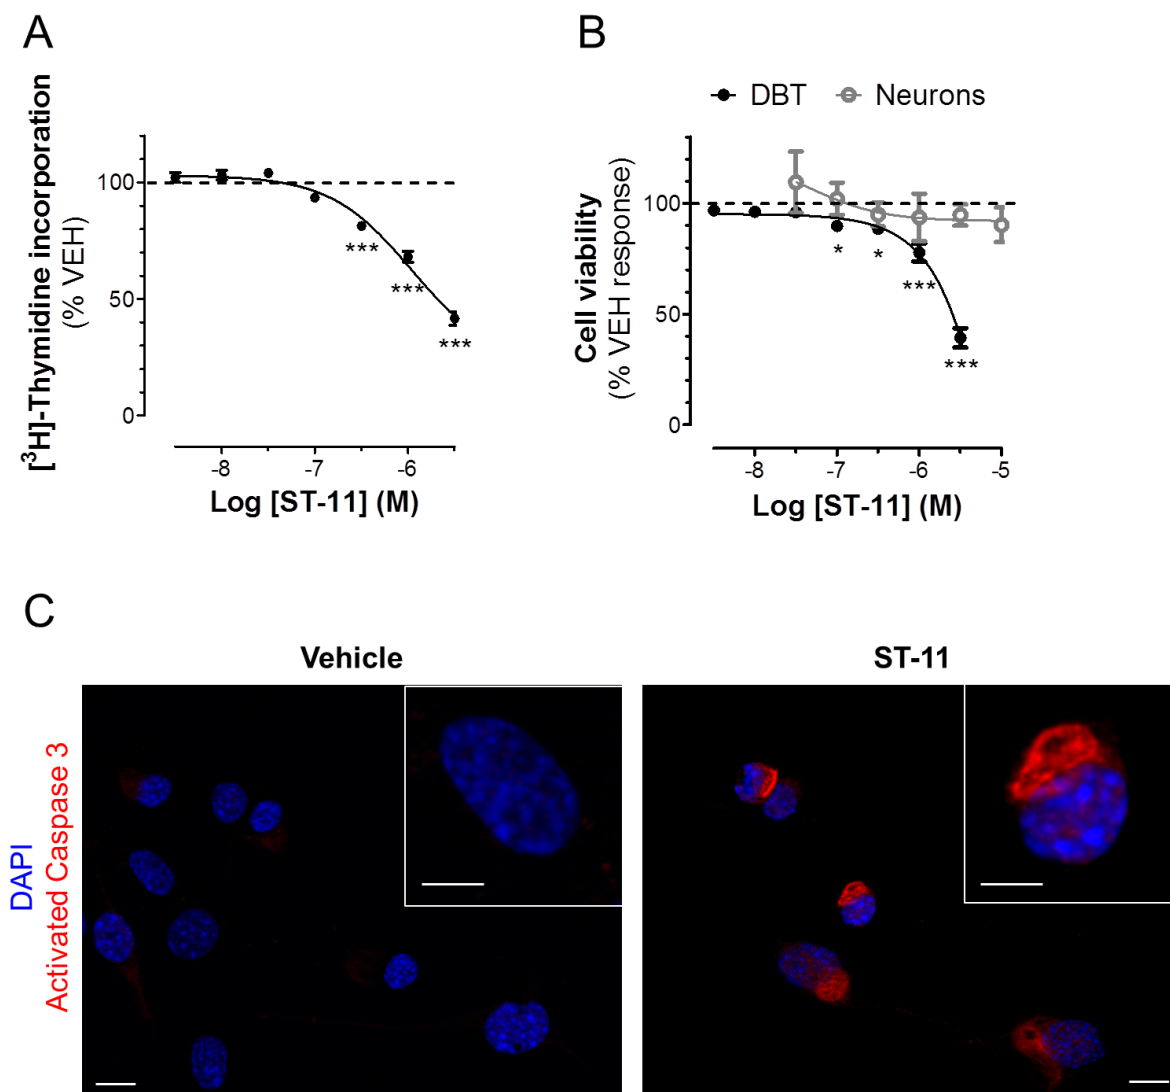 A
[³H]-Thymidine incorporation
(% VEH)
100
50
0
***
***
***
-8
-7
-6
Log [ST-11] (M)
B
DBT
Neurons
Cell viability
(% VEH response)
100
50
0
*
*
***
***
-8
-7
-6
-5
Log [ST-11] (M)
C
Vehicle
ST-11
DAPI
Activated Caspase 3